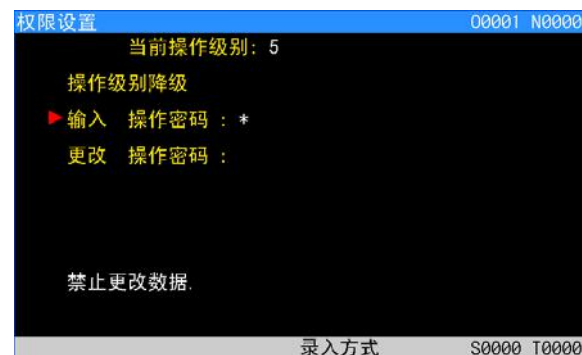 权限设置 O0001 N0000
当前操作级别: 5
操作级别降级
输入 操作密码 : *
更改 操作密码 :
禁止更改数据.
录入方式 S0000 T0000